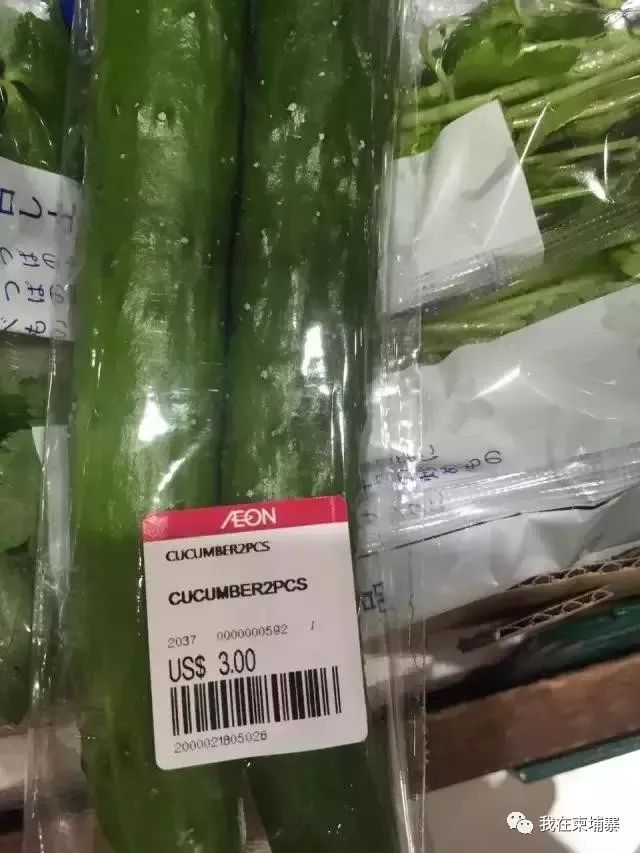 ÆON
CUCUMBER2PCS
CUCUMBER2PCS
2037 0000000592 /
US$ 3.00
2000021805026
我在柬埔寨